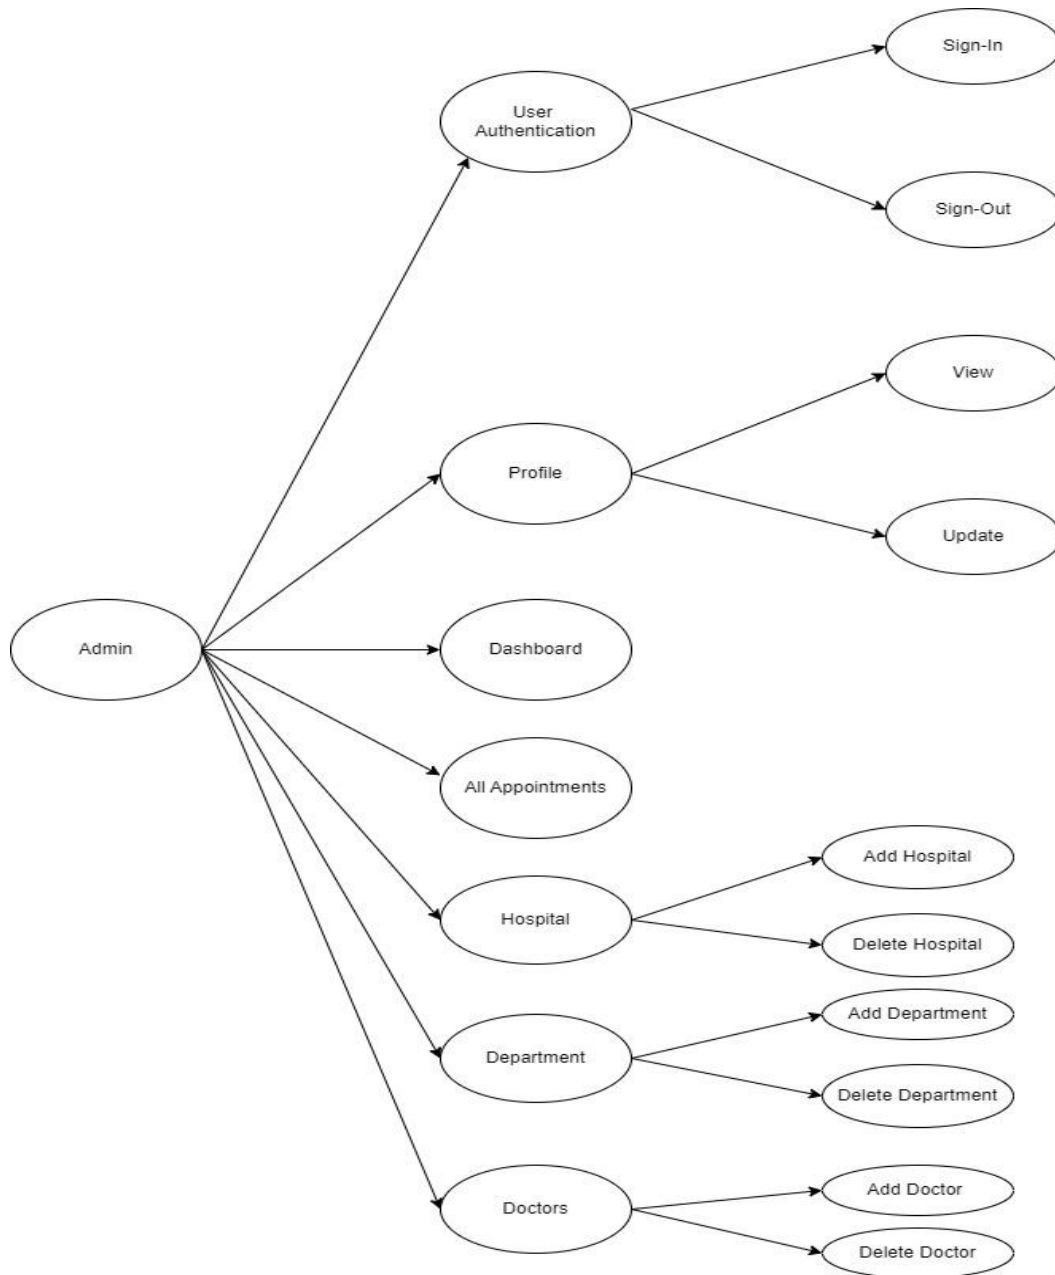 Sign-In
User
Authentication
Sign-Out
View
Profile
Update
Admin
Dashboard
All Appointments
Add Hospital
Hospital
Delete Hospital
Add Department
Department
Delete Department
Add Doctor
Doctors
Delete Doctor